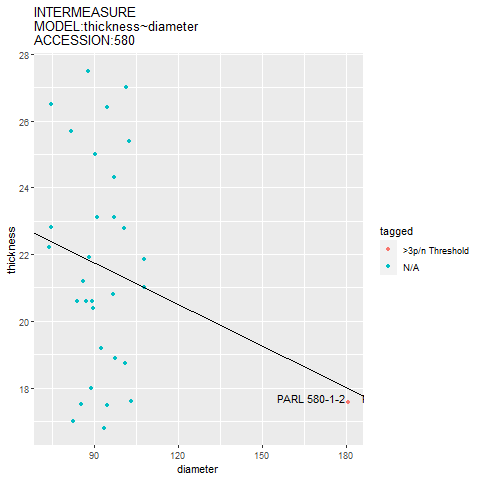 INTERMEASURE
MODEL:thickness~diameter
ACCESSION:580
28
26
24
22
20
18
thickness
PARL 580-1-2
90
120
150
180
diameter
tagged
>3p/n Threshold
N/A